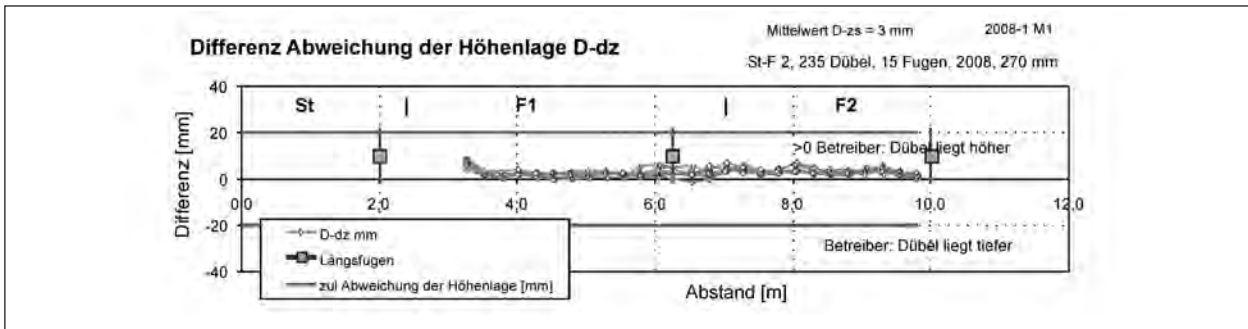 Differenz Abweichung der Höhenlage D-dz
Mittelwert D-zs = 3 mm 2008-1 M1
St-F 2, 235 Dübel, 15 Fugen, 2008, 270 mm
Differenz [mm]
40
20
0
-20
-40
St | F1 | F2
>0 Betreiber: Dübel liegt höher
0,0 2,0 4,0 6,0 8,0 10,0 12,0
Betreiber: Dübel liegt tiefer
D-dz mm
Längsfugen
zul Abweichung der Höhenlage [mm]
Abstand [m]